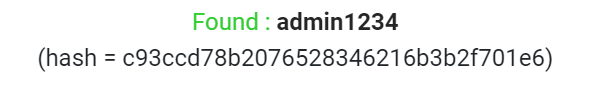 Found : admin1234
(hash = c93ccd78b2076528346216b3b2f701e6)